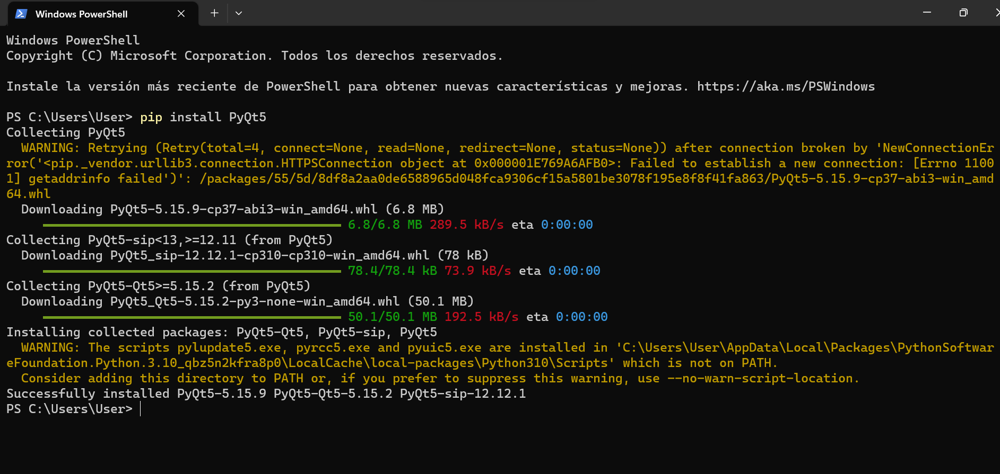 Windows PowerShell
Windows PowerShell
Copyright (C) Microsoft Corporation. Todos los derechos reservados.
Instale la versión más reciente de PowerShell para obtener nuevas características y mejoras. https://aka.ms/PSWindows
PS C:\Users\User> pip install PyQt5
Collecting PyQt5
  WARNING: Retrying (Retry(total=4, connect=None, read=None, redirect=None, status=None)) after connection broken by 'NewConnectionEr
ror('<pip._vendor.urllib3.connection.HTTPSConnection object at 0x000001E769A6AFB0>: Failed to establish a new connection: [Errno 1100
1] getaddrinfo failed')': /packages/55/5d/8df8a2aa0de6588965d048fca9306cf15a5801be3078f195e8f8f41fa863/PyQt5-5.15.9-cp37-abi3-win_amd
64.whl
  Downloading PyQt5-5.15.9-cp37-abi3-win_amd64.whl (6.8 MB)
6.8/6.8 MB 289.5 kB/s eta 0:00:00
Collecting PyQt5-sip<13,>=12.11 (from PyQt5)
  Downloading PyQt5_sip-12.12.1-cp310-cp310-win_amd64.whl (78 kB)
78.4/78.4 kB 73.9 kB/s eta 0:00:00
Collecting PyQt5-Qt5>=5.15.2 (from PyQt5)
  Downloading PyQt5_Qt5-5.15.2-py3-none-win_amd64.whl (50.1 MB)
50.1/50.1 MB 192.5 kB/s eta 0:00:00
Installing collected packages: PyQt5-Qt5, PyQt5-sip, PyQt5
  WARNING: The scripts pylupdate5.exe, pyrcc5.exe and pyuic5.exe are installed in 'C:\Users\User\AppData\Local\Packages\PythonSoftwar
eFoundation.Python.3.10_qbz5n2kfra8p0\LocalCache\local-packages\Python310\Scripts' which is not on PATH.
  Consider adding this directory to PATH or, if you prefer to suppress this warning, use --no-warn-script-location.
Successfully installed PyQt5-5.15.9 PyQt5-Qt5-5.15.2 PyQt5-sip-12.12.1
PS C:\Users\User>